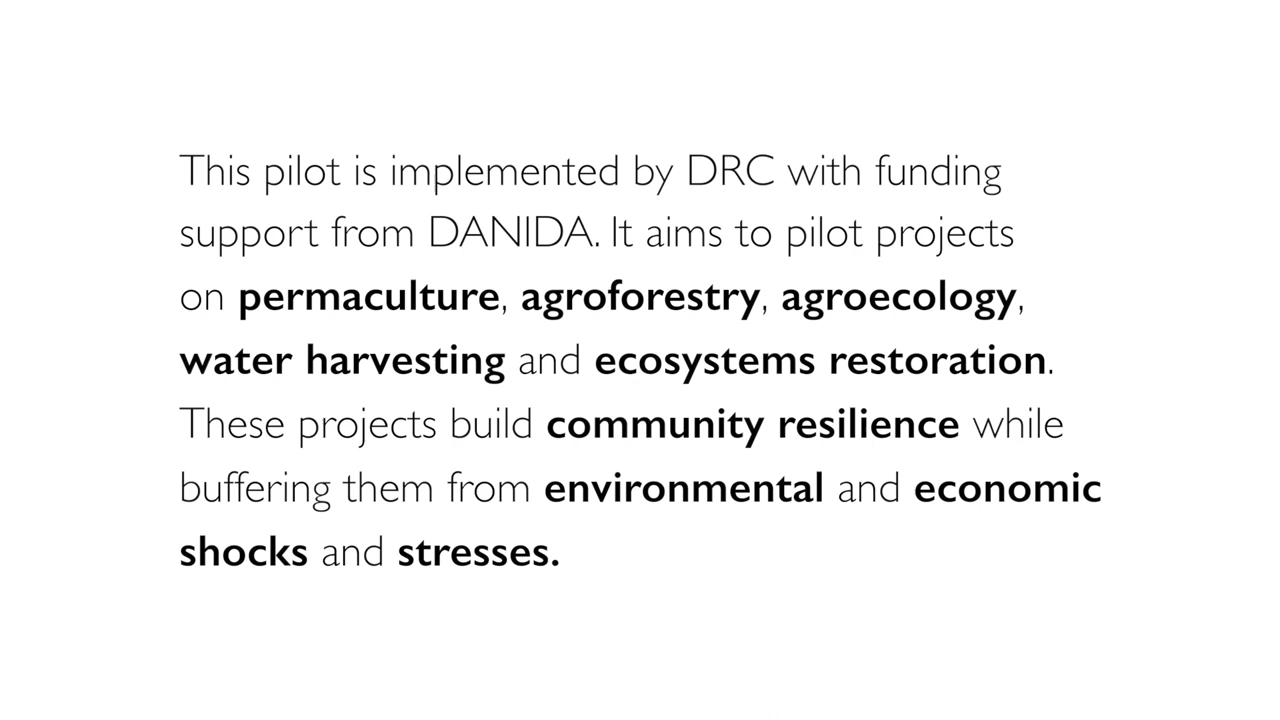 This pilot is implemented by DRC with funding
support from DANIDA. It aims to pilot projects
on permaculture, agroforestry, agroecology,
water harvesting and ecosystems restoration.
These projects build community resilience while
buffering them from environmental and economic
shocks and stresses.